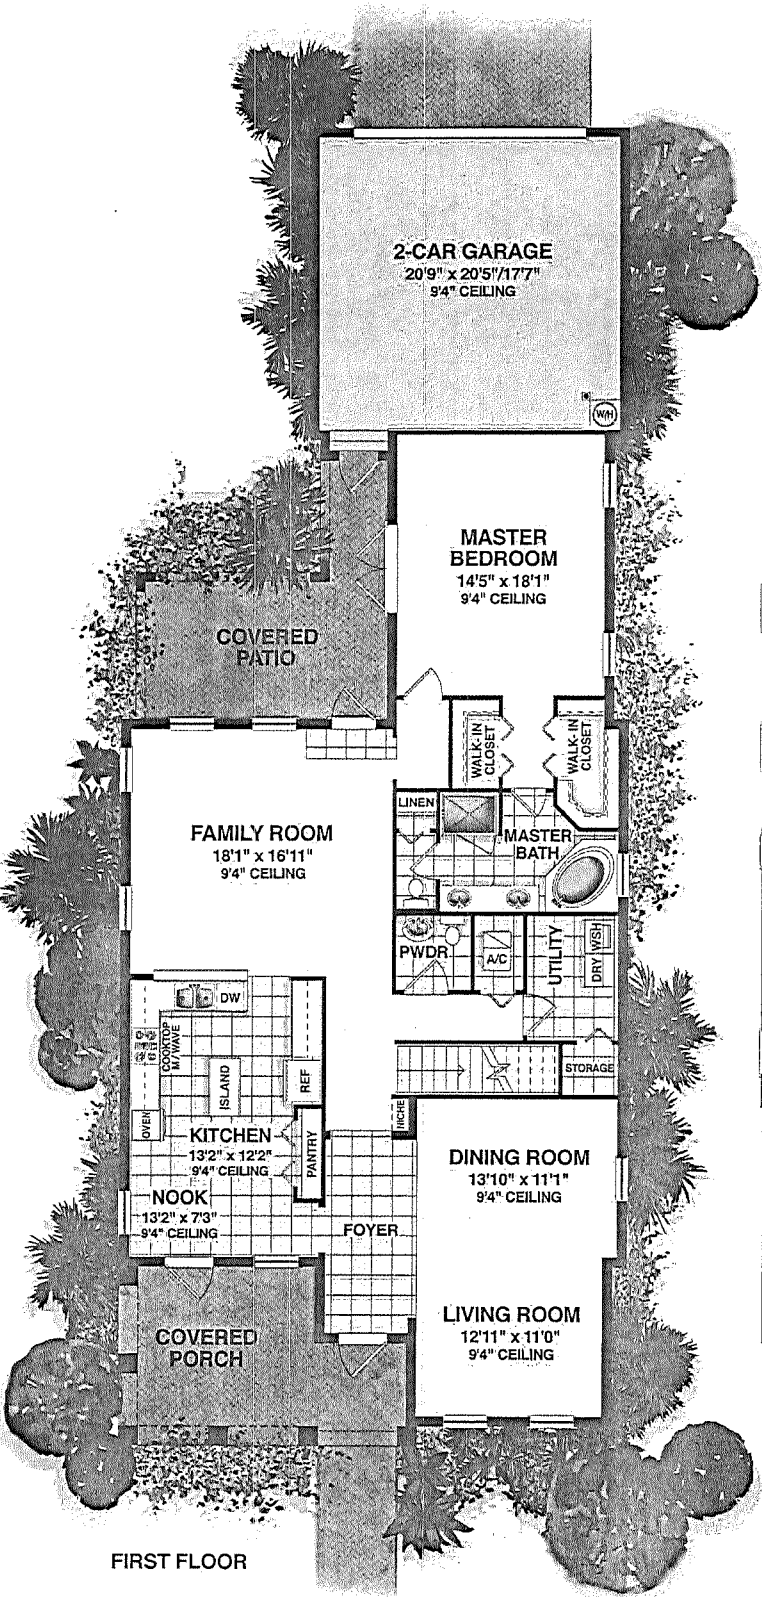 2-CAR GARAGE
20'9" x 20'5"/17'7"
9'4" CEILING
W/H
MASTER
BEDROOM
14'5" x 18'1"
9'4" CEILING
COVERED
PATIO
WALK-IN
CLOSET
WALK-IN
CLOSET
LINEN
MASTER
BATH
FAMILY ROOM
18'1" x 16'11"
9'4" CEILING
PWDR
A/C
UTILITY
DRY
WSH
DW
COOKTOP
M/WAVE
ISLAND
REF
STORAGE
OVEN
NICHE
KITCHEN
13'2" x 12'2"
9'4" CEILING
PANTRY
DINING ROOM
13'10" x 11'1"
9'4" CEILING
NOOK
13'2" x 7'3"
9'4" CEILING
FOYER
LIVING ROOM
12'11" x 11'0"
9'4" CEILING
COVERED
PORCH
FIRST FLOOR